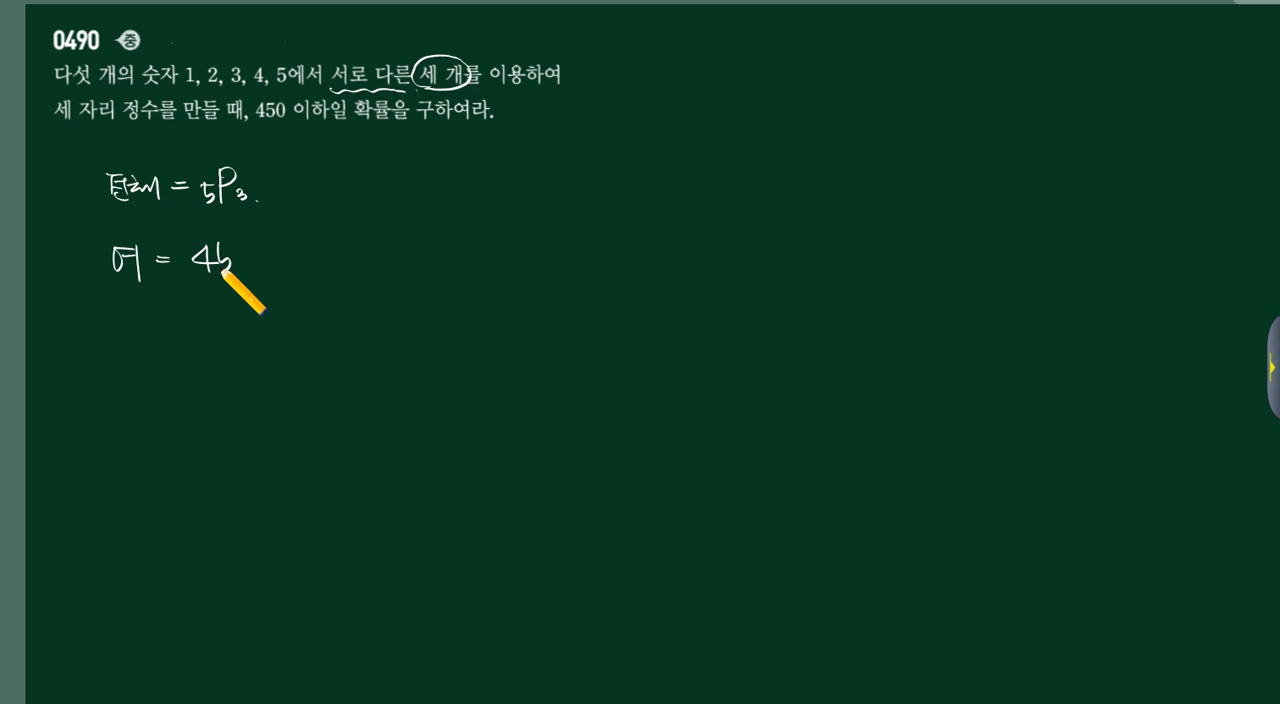 0490 중
다섯 개의 숫자 1, 2, 3, 4, 5에서 서로 다른 세 개를 이용하여
세 자리 정수를 만들 때, 450 이하일 확률을 구하여라.
전체 = ₅P₃.
여 = 45